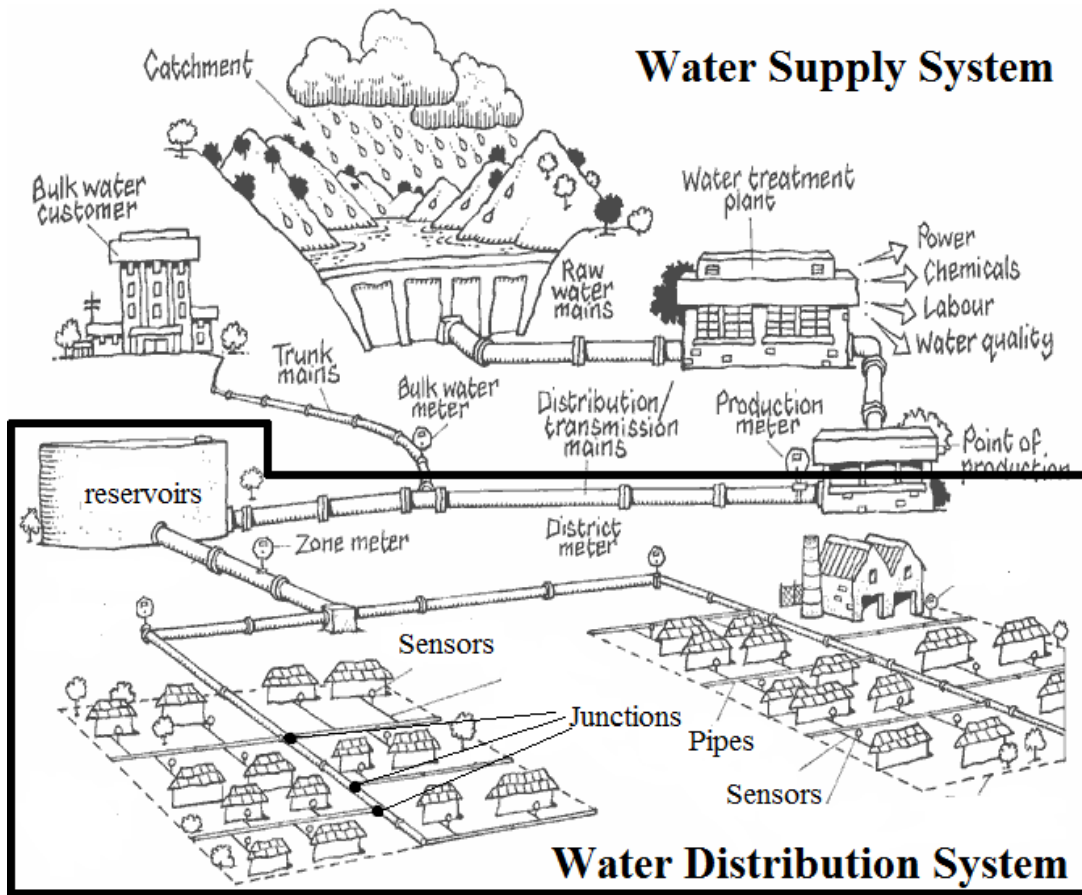 Water Supply System
Catchment
Bulk water
customer
Water treatment
plant
Power
Chemicals
Labour
Water quality
Raw
water
mains
Trunk
mains
Bulk water
meter
Distribution
transmission
mains
Production
meter
Point of
production
reservoirs
Zone meter
District
meter
Sensors
Junctions
Pipes
Sensors
Water Distribution System